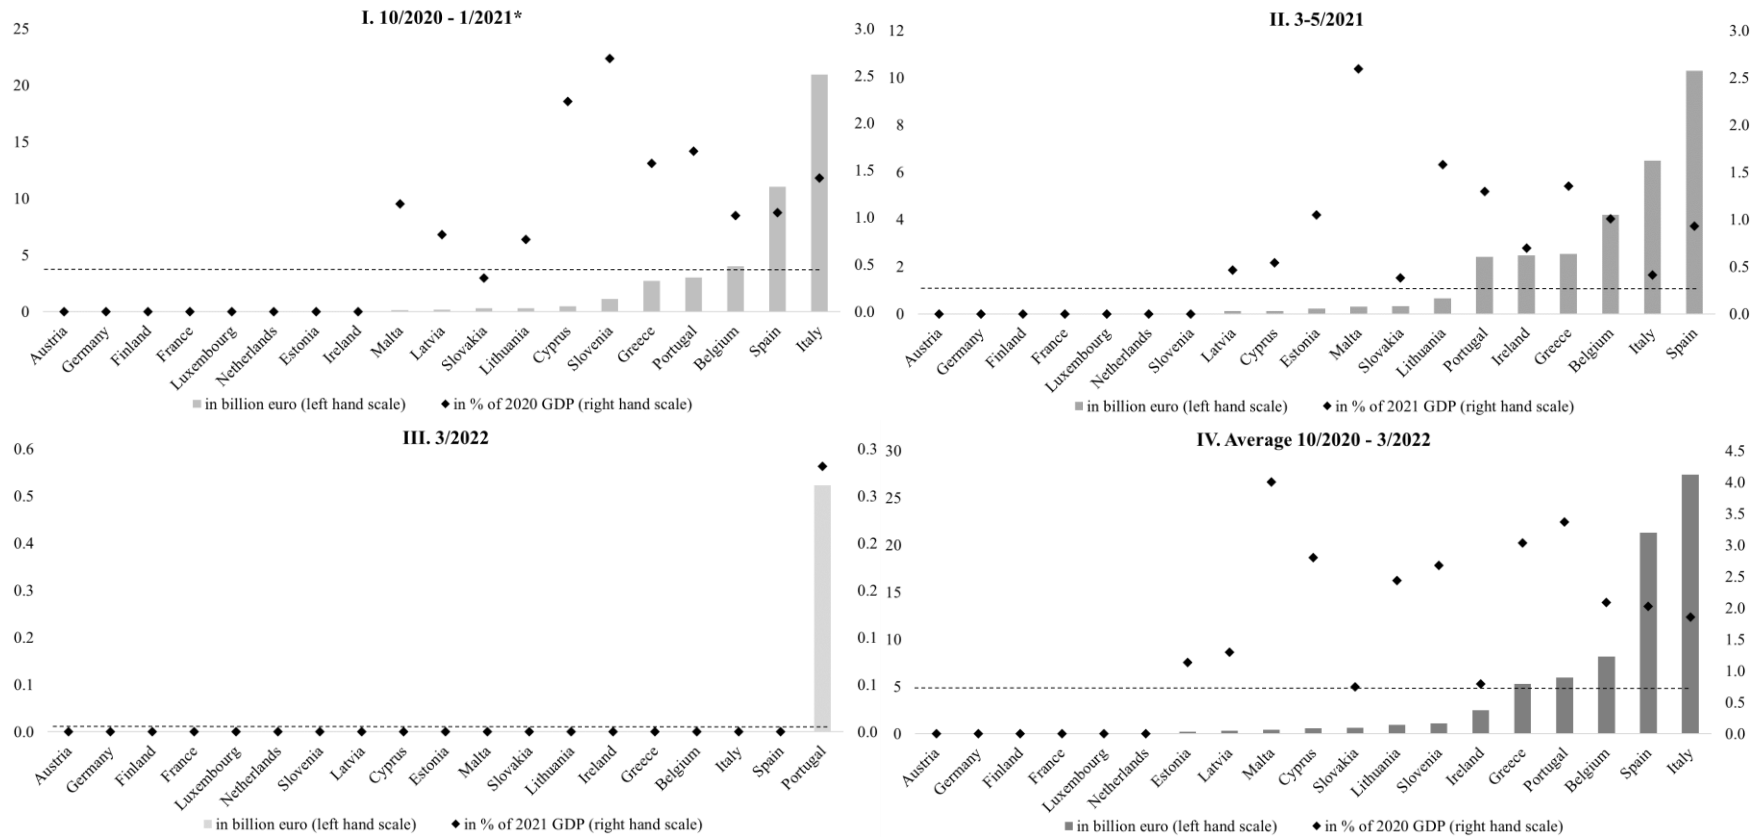 I. 10/2020 - 1/2021*
25
20
15
10
5
0
3.0
2.5
2.0
1.5
1.0
0.5
0.0
Austria
Germany
Finland
France
Luxembourg
Netherlands
Estonia
Ireland
Malta
Latvia
Slovakia
Lithuania
Cyprus
Slovenia
Greece
Portugal
Belgium
Spain
Italy
in billion euro (left hand scale)
in % of 2020 GDP (right hand scale)
II. 3-5/2021
12
10
8
6
4
2
0
3.0
2.5
2.0
1.5
1.0
0.5
0.0
Austria
Germany
Finland
France
Luxembourg
Netherlands
Slovenia
Latvia
Cyprus
Estonia
Malta
Slovakia
Lithuania
Portugal
Ireland
Greece
Belgium
Italy
Spain
in billion euro (left hand scale)
in % of 2021 GDP (right hand scale)
III. 3/2022
0.6
0.5
0.4
0.3
0.2
0.1
0.0
0.3
0.3
0.2
0.2
0.1
0.1
0.0
Austria
Germany
Finland
France
Luxembourg
Netherlands
Slovenia
Latvia
Cyprus
Estonia
Malta
Slovakia
Lithuania
Ireland
Greece
Belgium
Italy
Spain
Portugal
in billion euro (left hand scale)
in % of 2021 GDP (right hand scale)
IV. Average 10/2020 - 3/2022
30
25
20
15
10
5
0
4.5
4.0
3.5
3.0
2.5
2.0
1.5
1.0
0.5
0.0
Austria
Germany
Finland
France
Luxembourg
Netherlands
Estonia
Latvia
Malta
Cyprus
Slovakia
Lithuania
Slovenia
Ireland
Greece
Portugal
Belgium
Spain
Italy
in billion euro (left hand scale)
in % of 2020 GDP (right hand scale)